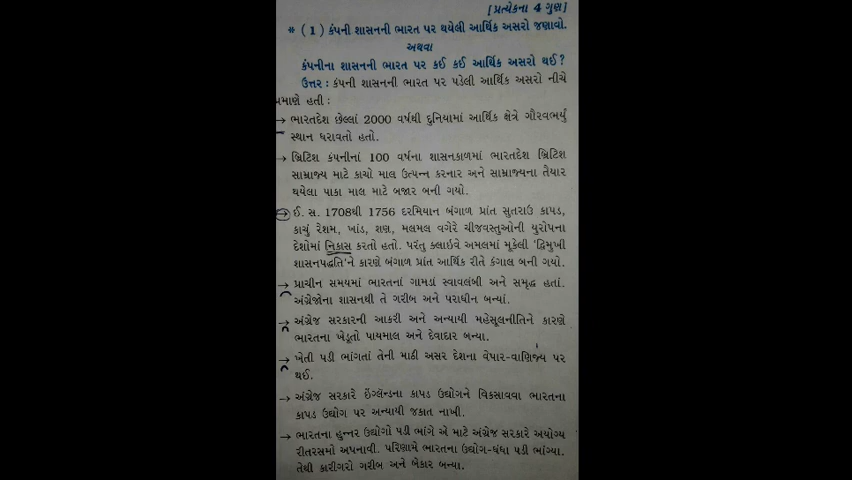 [પ્રત્યેકના 4 ગુણ]
* ( 1 ) કંપની શાસનની ભારત પર થયેલી આર્થિક અસરો જણાવો.
અથવા
કંપનીના શાસનની ભારત પર કઈ કઈ આર્થિક અસરો થઈ?
ઉત્તર : કંપની શાસનની ભારત પર પડેલી આર્થિક અસરો નીચે
પ્રમાણે હતી :
→ ભારતદેશ છેલ્લાં 2000 વર્ષથી દુનિયામાં આર્થિક ક્ષેત્રે ગૌરવભર્યું
સ્થાન ધરાવતો હતો.
→ બ્રિટિશ કંપનીનાં 100 વર્ષના શાસનકાળમાં ભારતદેશ બ્રિટિશ
સામ્રાજ્ય માટે કાચો માલ ઉત્પન્ન કરનાર અને સામ્રાજ્યના તૈયાર
થયેલા પાકા માલ માટે બજાર બની ગયો.
→ ઈ. સ. 1708થી 1756 દરમિયાન બંગાળ પ્રાંત સુતરાઉ કાપડ,
કાચું રેશમ, ખાંડ, શણ, મલમલ વગેરે ચીજવસ્તુઓની યુરોપના
દેશોમાં નિકાસ કરતો હતો. પરંતુ ક્લાઇવે અમલમાં મૂકેલી 'દ્વિમુખી
શાસનપદ્ધતિ'ને કારણે બંગાળ પ્રાંત આર્થિક રીતે કંગાલ બની ગયો.
→ પ્રાચીન સમયમાં ભારતનાં ગામડાં સ્વાવલંબી અને સમૃદ્ધ હતાં.
અંગ્રેજોના શાસનથી તે ગરીબ અને પરાધીન બન્યાં.
→ અંગ્રેજ સરકારની આકરી અને અન્યાયી મહેસૂલનીતિને કારણે
ભારતના ખેડૂતો પાયમાલ અને દેવાદાર બન્યા.
→ ખેતી પડી ભાંગતાં તેની માઠી અસર દેશના વેપાર-વાણિજ્ય પર
થઈ.
→ અંગ્રેજ સરકારે ઇંગ્લૅન્ડના કાપડ ઉદ્યોગને વિકસાવવા ભારતના
કાપડ ઉદ્યોગ પર અન્યાયી જકાત નાખી.
→ ભારતના હુન્નર ઉદ્યોગો પડી ભાંગે એ માટે અંગ્રેજ સરકારે અયોગ્ય
રીતરસમો અપનાવી. પરિણામે ભારતના ઉદ્યોગ-ધંધા પડી ભાંગ્યા.
તેથી કારીગરો ગરીબ અને બેકાર બન્યા.